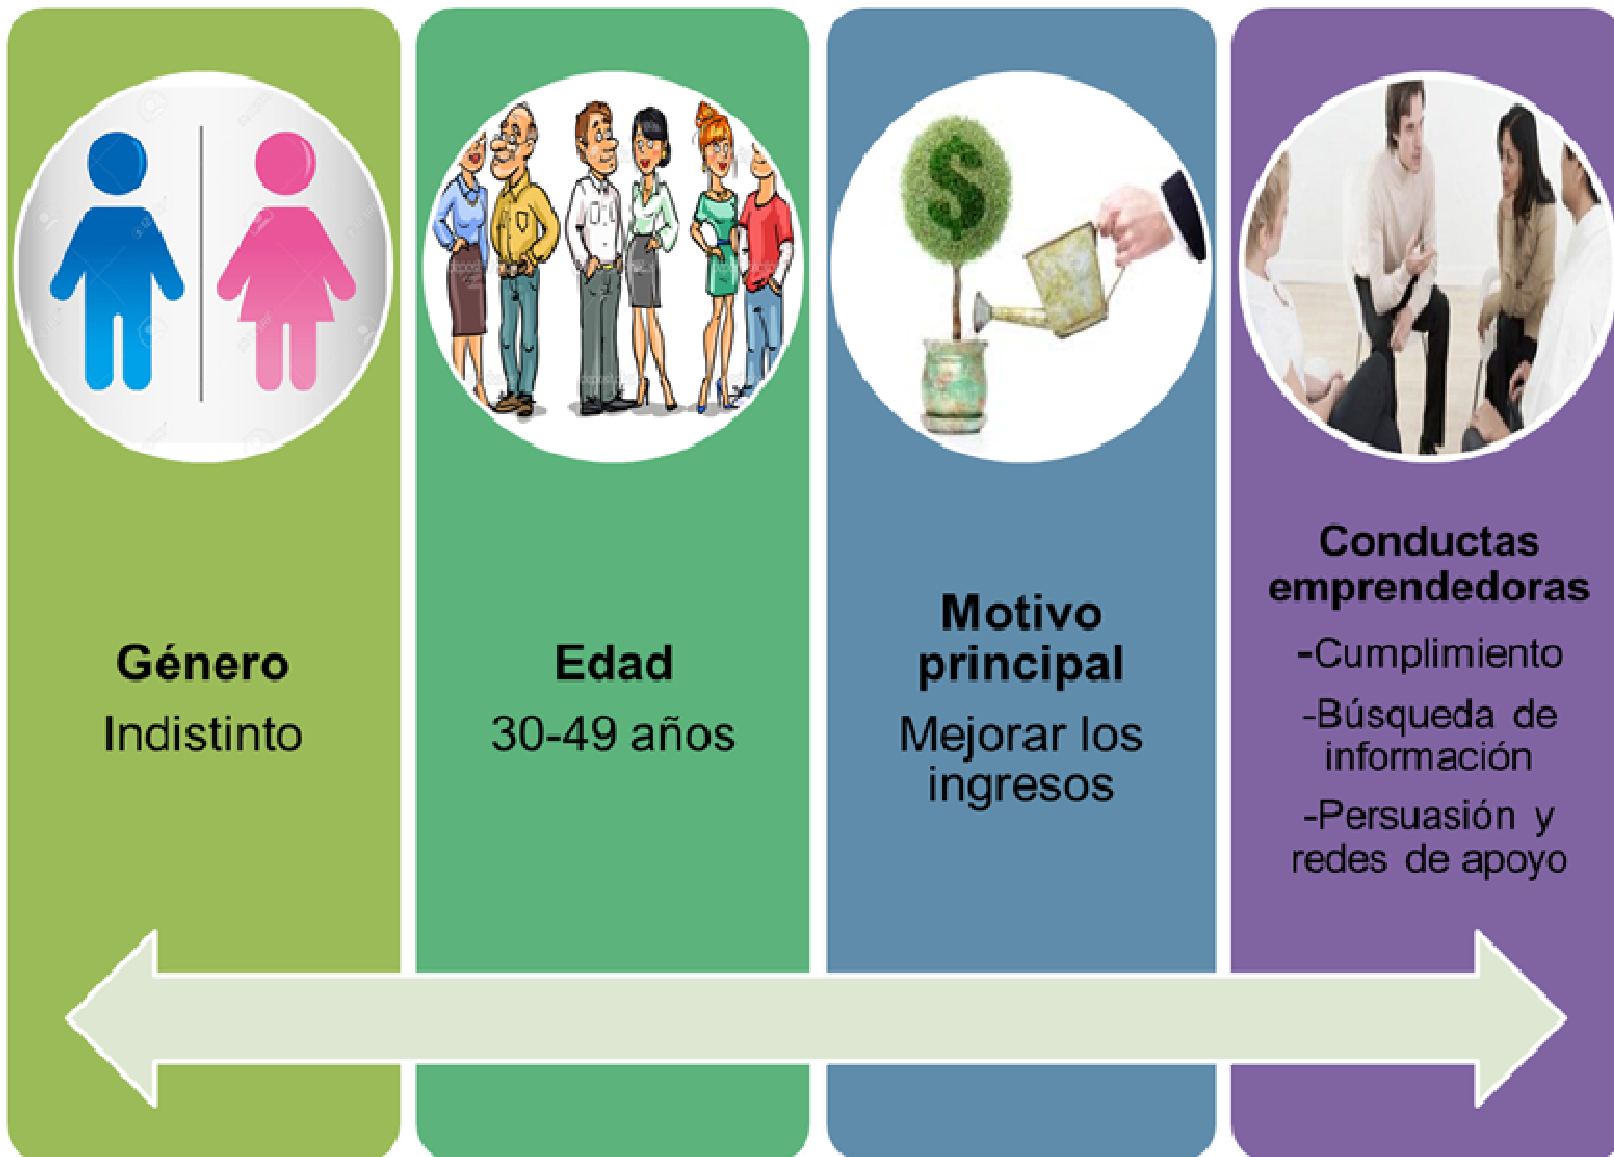 Género
Indistinto
Edad
30-49 años
Motivo
principal
Mejorar los
ingresos
Conductas
emprendedoras
-Cumplimiento
-Búsqueda de
información
-Persuasión y
redes de apoyo